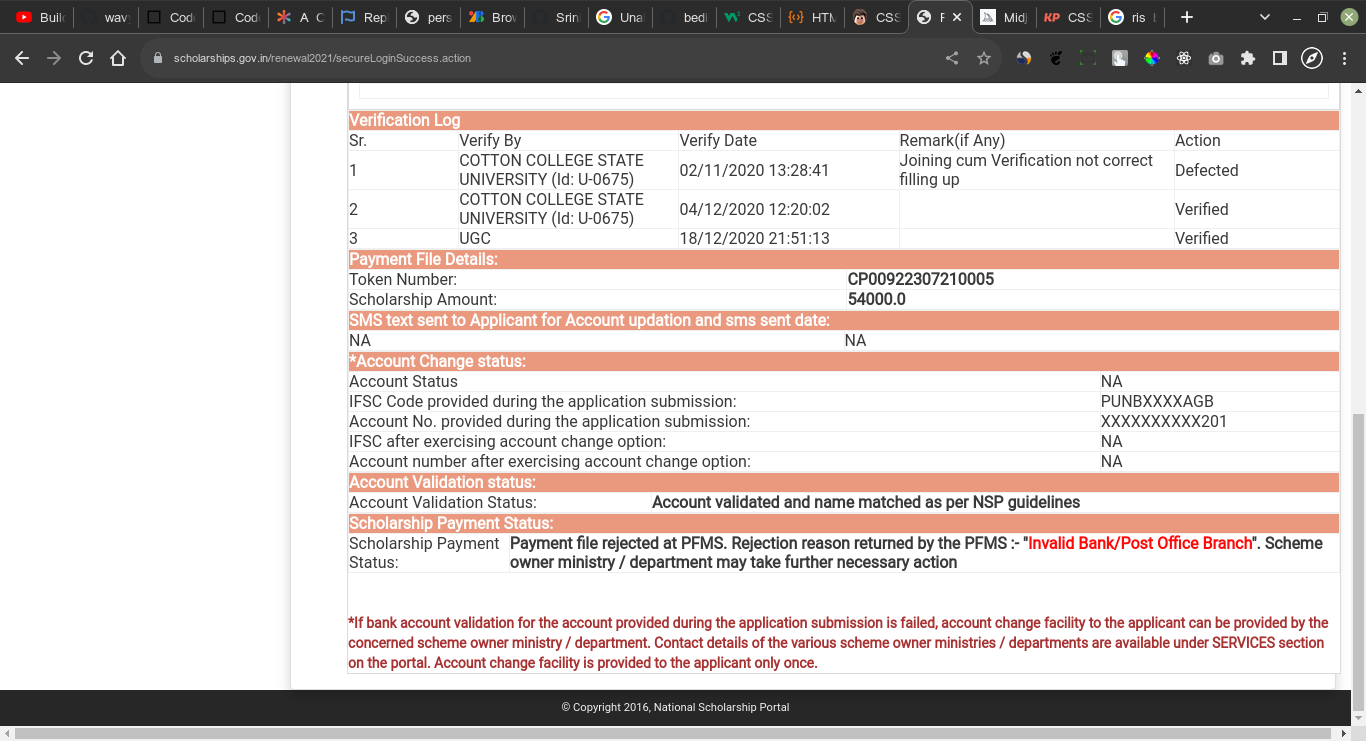 Buil wav Cod Code A C Rep pers Brow Srin Una bedi CSS HTM CSS F Midj KP CSS ris
scholarships.gov.in/renewal2021/secureLoginSuccess.action
Verification Log
Sr. Verify By Verify Date Remark(if Any) Action
1 COTTON COLLEGE STATE UNIVERSITY (Id: U-0675) 02/11/2020 13:28:41 Joining cum Verification not correct filling up Defected
2 COTTON COLLEGE STATE UNIVERSITY (Id: U-0675) 04/12/2020 12:20:02 Verified
3 UGC 18/12/2020 21:51:13 Verified
Payment File Details:
Token Number: CP00922307210005
Scholarship Amount: 54000.0
SMS text sent to Applicant for Account updation and sms sent date:
NA NA
*Account Change status:
Account Status NA
IFSC Code provided during the application submission: PUNBXXXXAGB
Account No. provided during the application submission: XXXXXXXXXX201
IFSC after exercising account change option: NA
Account number after exercising account change option: NA
Account Validation status:
Account Validation Status: Account validated and name matched as per NSP guidelines
Scholarship Payment Status:
Scholarship Payment Status: Payment file rejected at PFMS. Rejection reason returned by the PFMS :- "Invalid Bank/Post Office Branch". Scheme
owner ministry / department may take further necessary action
*If bank account validation for the account provided during the application submission is failed, account change facility to the applicant can be provided by the
concerned scheme owner ministry / department. Contact details of the various scheme owner ministries / departments are available under SERVICES section
on the portal. Account change facility is provided to the applicant only once.
© Copyright 2016, National Scholarship Portal